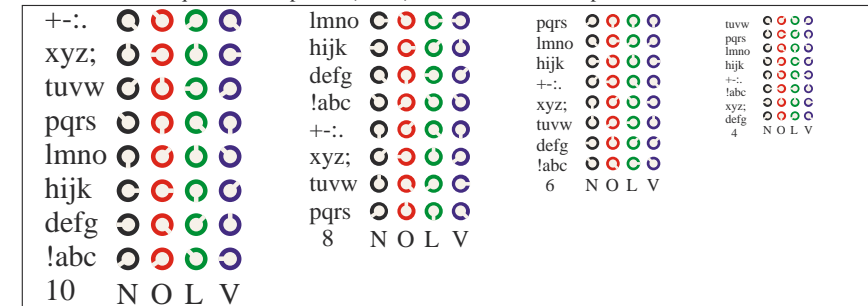 +-:.
xyz;
tuvw
pqrs
lmno
hijk
defg
!abc
10 N O L V
lmno
hijk
defg
!abc
+-:.
xyz;
tuvw
pqrs
8 N O L V
pqrs
lmno
hijk
+-:.
xyz;
tuvw
defg
!abc
6 N O L V
tuvw
pqrs
lmno
hijk
+-:.
!abc
xyz;
defg
4 N O L V